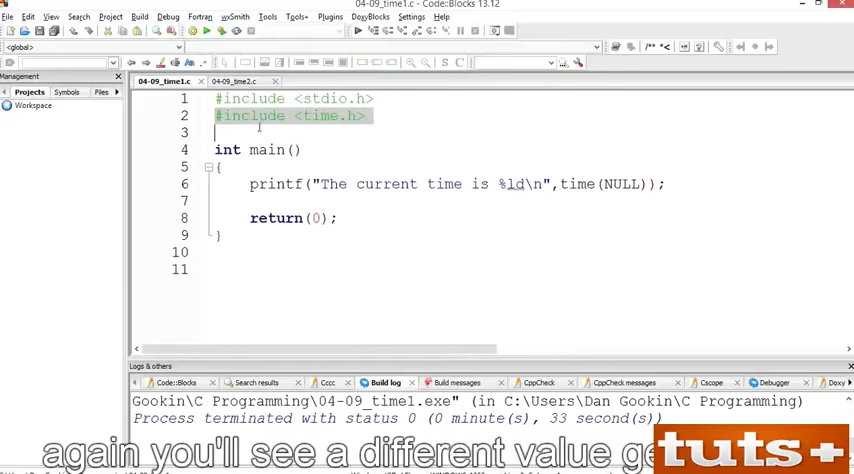 04-09_time1.c - Code::Blocks 13.12
File Edit View Search Project Build Debug Fortran wxSmith Tools Tools+ Plugins DoxyBlocks Settings Help
<global>
/** *<
S C
Management
04-09_time1.c 04-09_time2.c
Projects Symbols Files
Workspace
1 #include <stdio.h>
2 #include <time.h>
3
4 int main()
5 {
6 printf("The current time is %ld\n",time(NULL));
7
8 return(0);
9 }
10
11
Logs & others
Code::Blocks Search results Cccc Build log Build messages CppCheck CppCheck messages Cscope Debugger Doxy
Gookin\C Programming\04-09_time1.exe" (in C:\Users\Dan Gookin\C Programming)
Process terminated with status 0 (0 minute(s), 33 second(s))
again you'll see a different value
tuts+